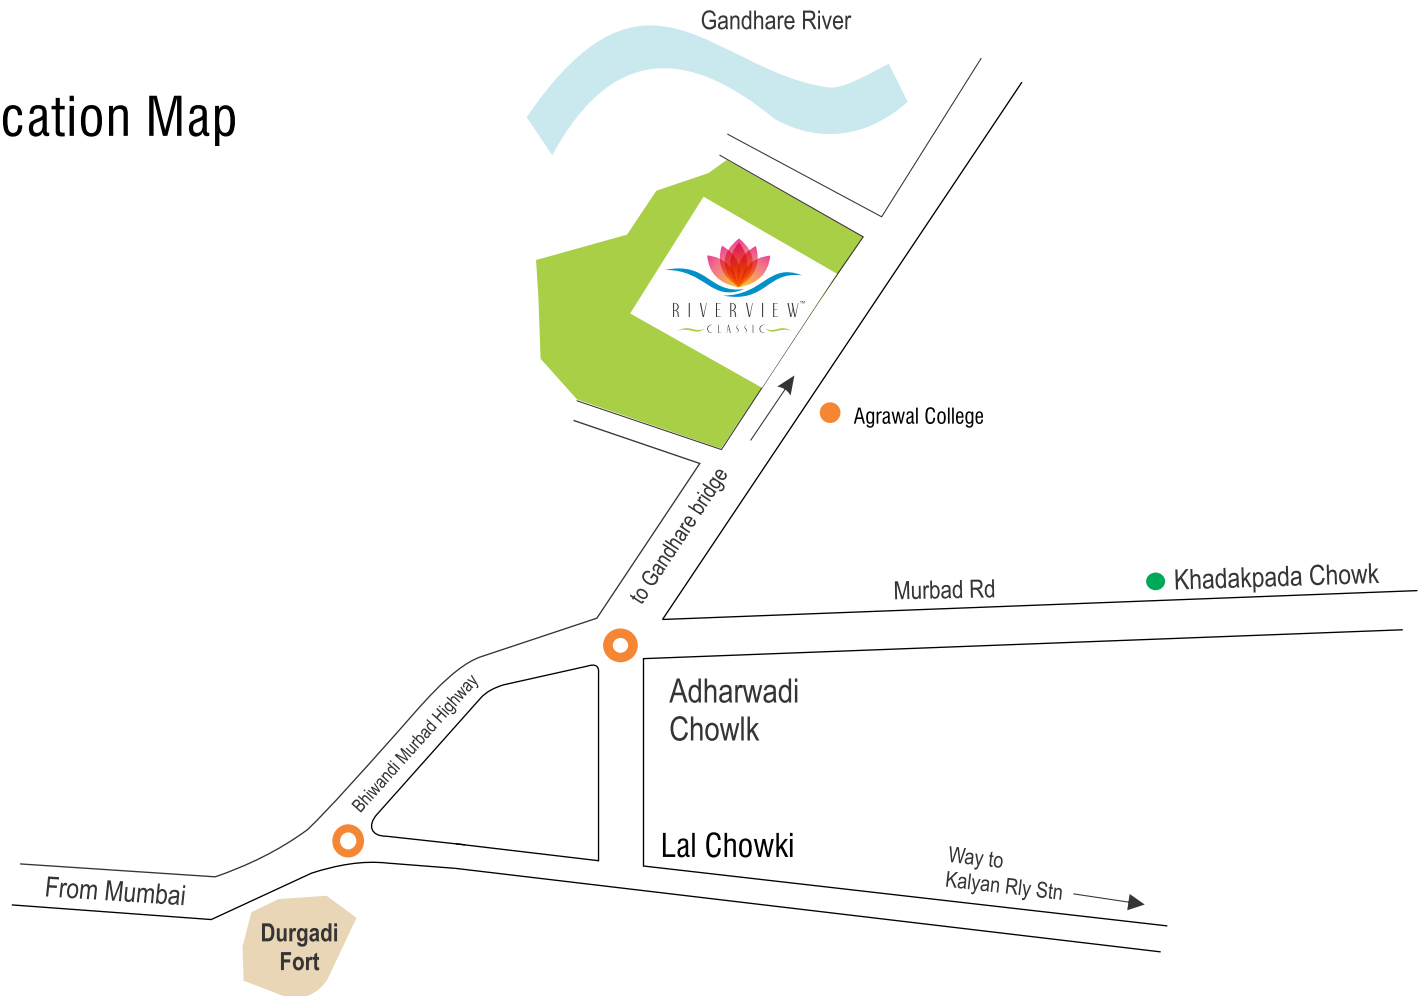 Gandhare River
cation Map
RIVERVIEW™
CLASSIC
Agrawal College
to Gandhare bridge
Murbad Rd
Khadakpada Chowk
Adharwadi
Chowlk
Bhiwandi Murbad Highway
Lal Chowki
Way to
Kalyan Rly Stn
From Mumbai
Durgadi
Fort